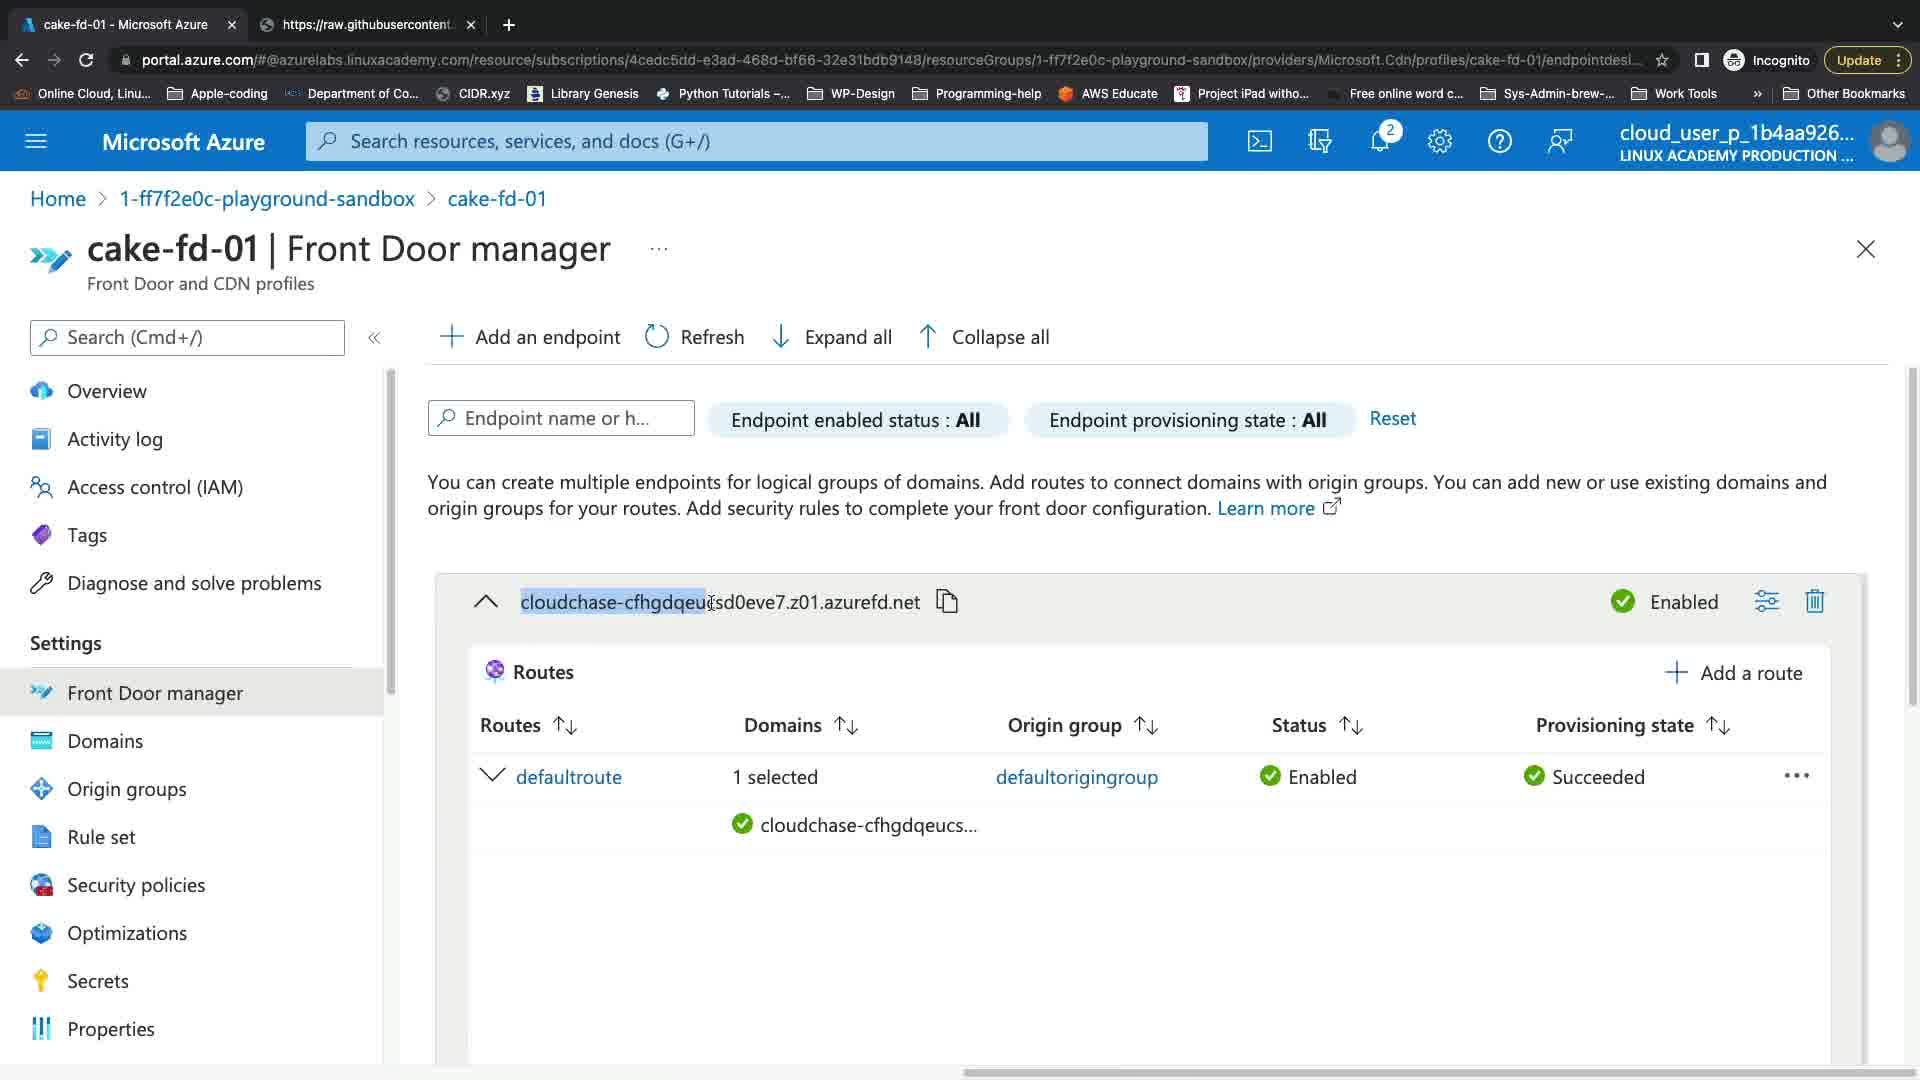 cake-fd-01 - Microsoft Azure
https://raw.githubusercontent.
portal.azure.com/#@azurelabs.linuxacademy.com/resource/subscriptions/4cedc5dd-e3ad-468d-bf66-32e31bdb9148/resourceGroups/1-ff7f2e0c-playground-sandbox/providers/Microsoft.Cdn/profiles/cake-fd-01/endpointdesi...
Incognito
Update
Online Cloud, Linu...
Apple-coding
Department of Co...
CIDR.xyz
Library Genesis
Python Tutorials –...
WP-Design
Programming-help
AWS Educate
Project iPad witho...
Free online word c...
Sys-Admin-brew-...
Work Tools
»
Other Bookmarks
Microsoft Azure
Search resources, services, and docs (G+/)
2
cloud_user_p_1b4aa926...
LINUX ACADEMY PRODUCTION ...
Home > 1-ff7f2e0c-playground-sandbox > cake-fd-01
cake-fd-01 | Front Door manager ...
Front Door and CDN profiles
Search (Cmd+/)
«
Add an endpoint
Refresh
Expand all
Collapse all
Overview
Activity log
Access control (IAM)
Tags
Diagnose and solve problems
Settings
Front Door manager
Domains
Origin groups
Rule set
Security policies
Optimizations
Secrets
Properties
Endpoint name or h...
Endpoint enabled status : All
Endpoint provisioning state : All
Reset
You can create multiple endpoints for logical groups of domains. Add routes to connect domains with origin groups. You can add new or use existing domains and
origin groups for your routes. Add security rules to complete your front door configuration. Learn more
cloudchase-cfhgdqeucsd0eve7.z01.azurefd.net
Enabled
Routes
Add a route
Routes
Domains
Origin group
Status
Provisioning state
defaultroute
1 selected
defaultorigingroup
Enabled
Succeeded
cloudchase-cfhgdqeucs...